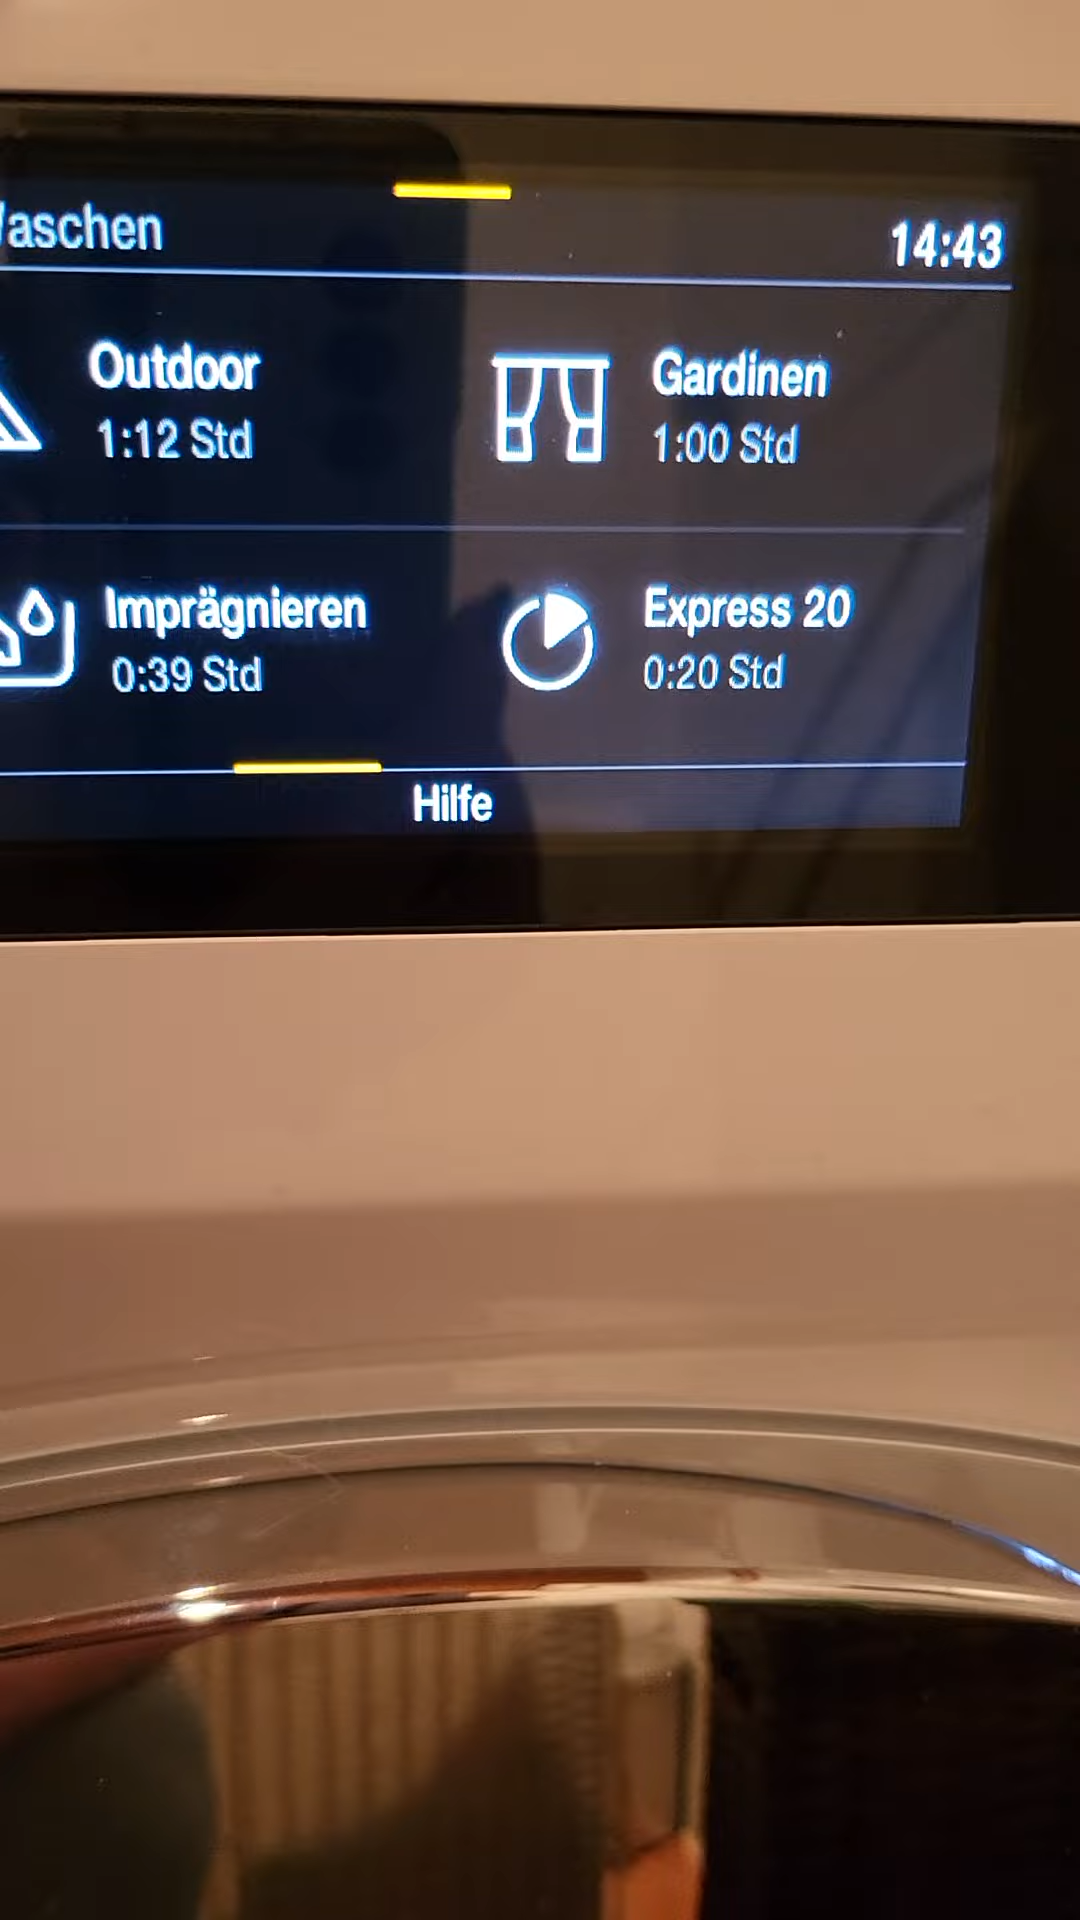 Waschen
14:43
Outdoor
1:12 Std
Gardinen
1:00 Std
Imprägnieren
0:39 Std
Express 20
0:20 Std
Hilfe